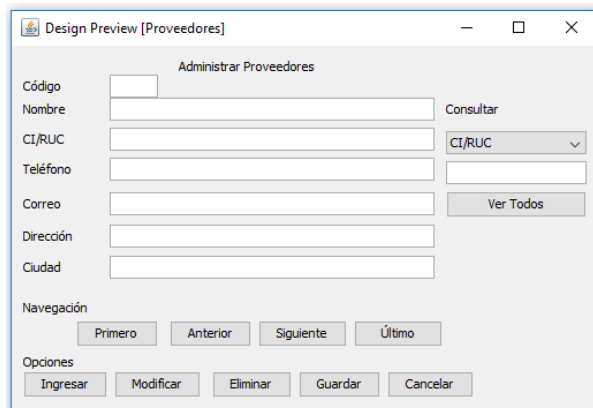 Design Preview [Proveedores]
Administrar Proveedores
Código
Nombre
Consultar
CI/RUC
CI/RUC
Teléfono
Correo
Ver Todos
Dirección
Ciudad
Navegación
Primero Anterior Siguiente Último
Opciones
Ingresar Modificar Eliminar Guardar Cancelar